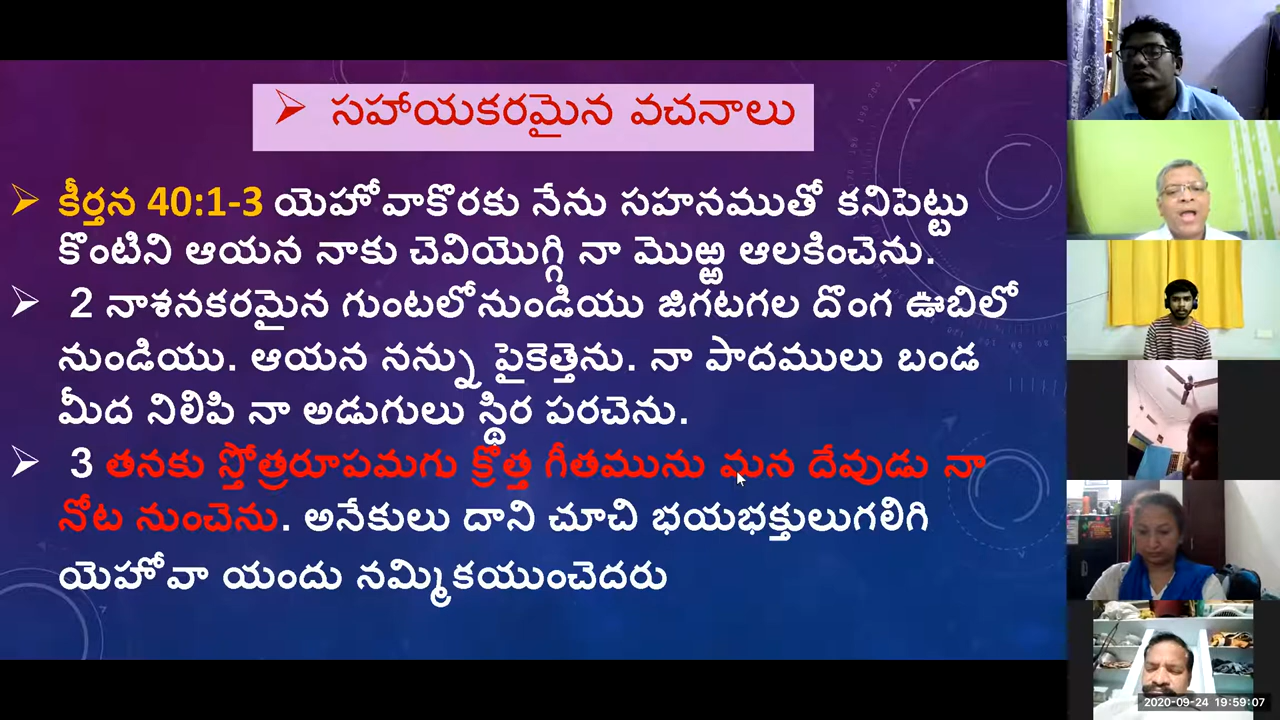 ➢ సహాయకరమైన వచనాలు
➢ కీర్తన 40:1-3 యెహోవాకొరకు నేను సహనముతో కనిపెట్టు
కొంటిని ఆయన నాకు చెవియొగ్గి నా మొఱ్ఱ ఆలకించెను.
➢ 2 నాశనకరమైన గుంటలోనుండియు జిగటగల దొంగ ఊబిలో
నుండియు. ఆయన నన్ను పైకెత్తెను. నా పాదములు బండ
మీద నిలిపి నా అడుగులు స్థిర పరచెను.
➢ 3 తనకు స్తోత్రరూపమగు క్రొత్త గీతమును మన దేవుడు నా
నోట నుంచెను. అనేకులు దాని చూచి భయభక్తులుగలిగి
యెహోవా యందు నమ్మికయుంచెదరు
2020-09-24 19:59:07